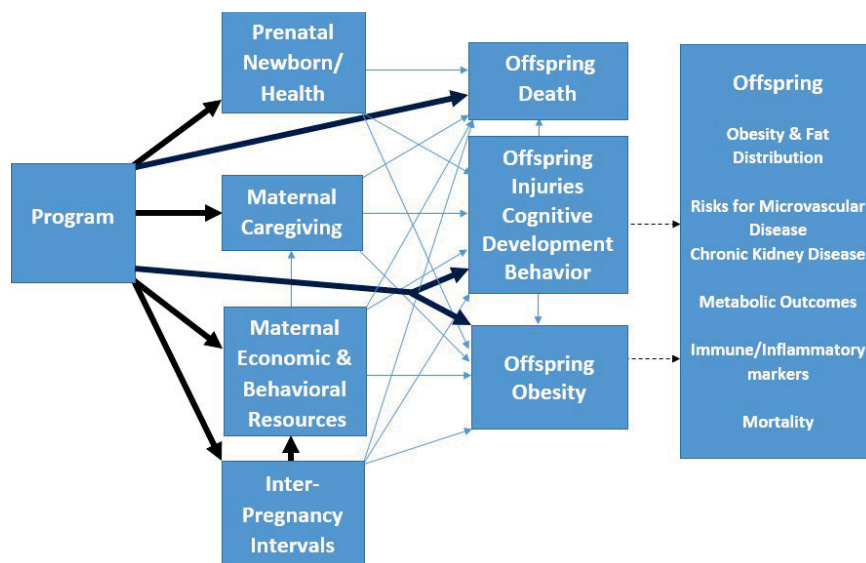 Program
Prenatal
Newborn/
Health
Maternal
Caregiving
Maternal
Economic &
Behavioral
Resources
Inter-
Pregnancy
Intervals
Offspring
Death
Offspring
Injuries
Cognitive
Development
Behavior
Offspring
Obesity
Offspring
Obesity & Fat
Distribution
Risks for Microvascular
Disease
Chronic Kidney Disease
Metabolic Outcomes
Immune/Inflammatory
markers
Mortality